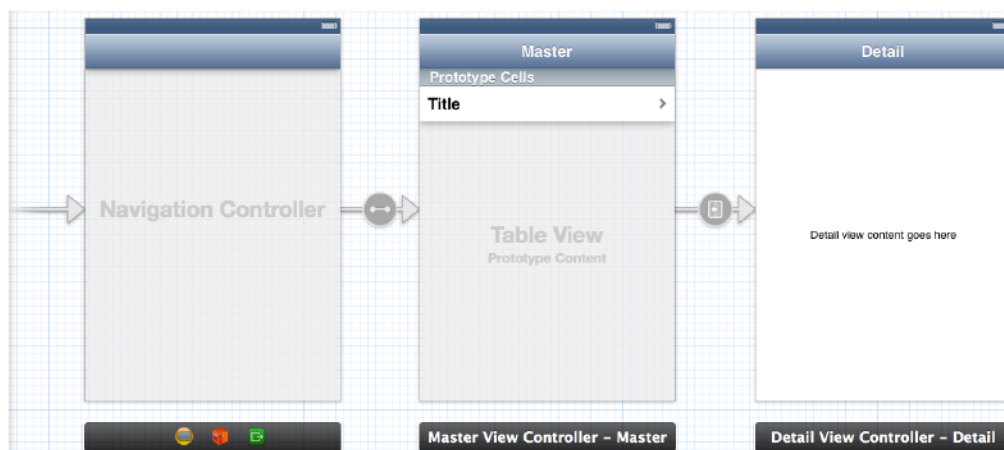 Navigation Controller
Master
Prototype Cells
Title
Table View
Prototype Content
Master View Controller – Master
Detail
Detail view content goes here
Detail View Controller – Detail